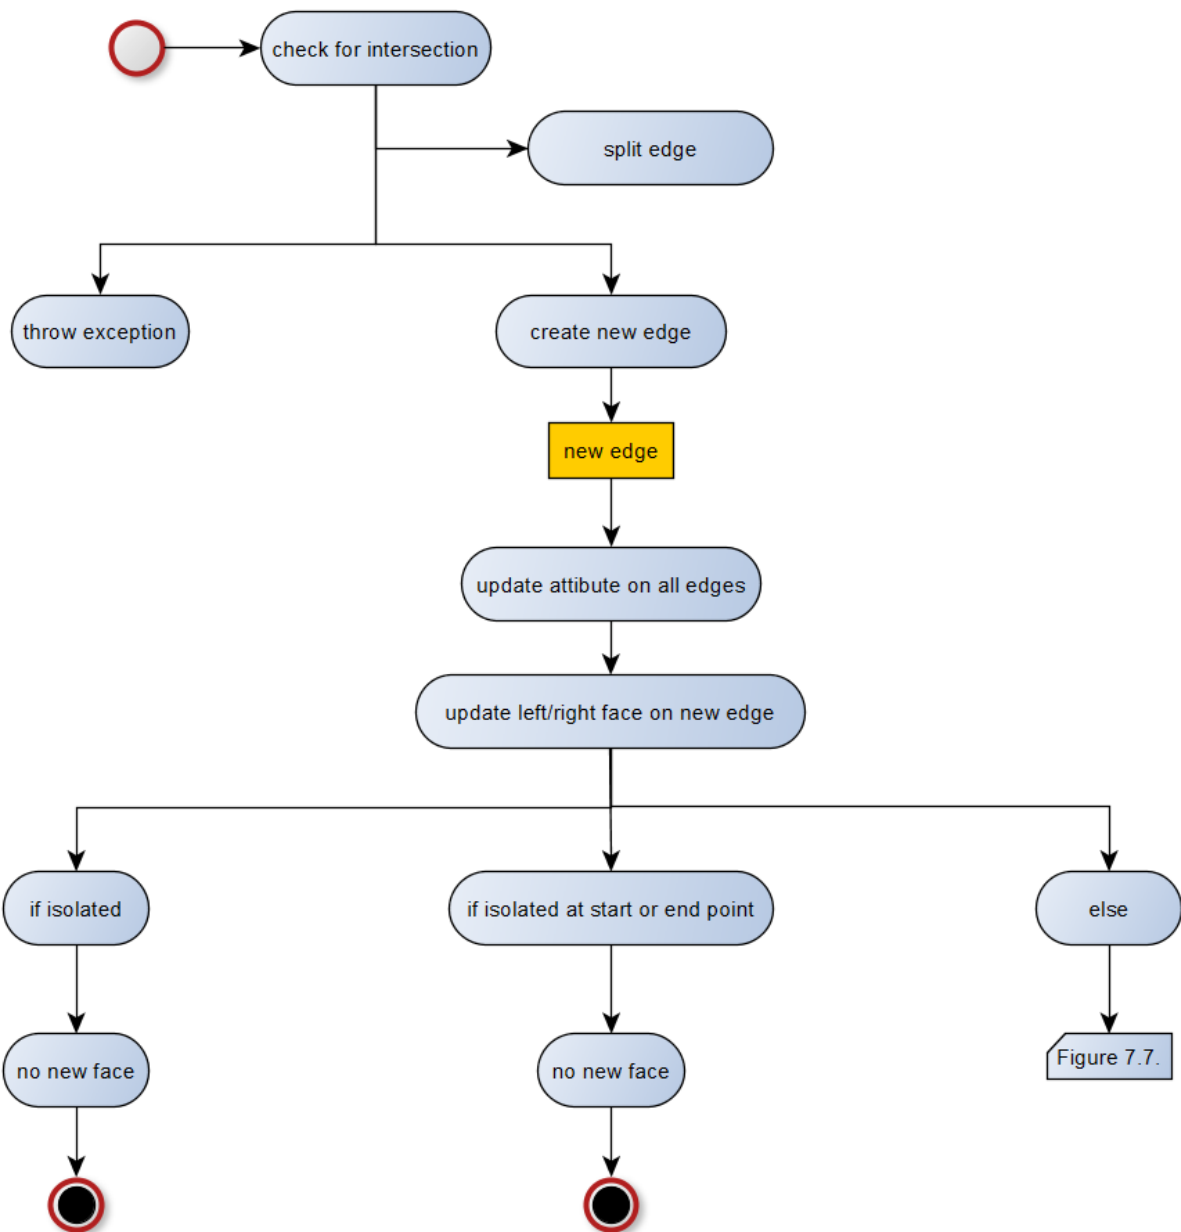 check for intersection
split edge
throw exception
create new edge
new edge
update attibute on all edges
update left/right face on new edge
if isolated
if isolated at start or end point
else
no new face
no new face
Figure 7.7.